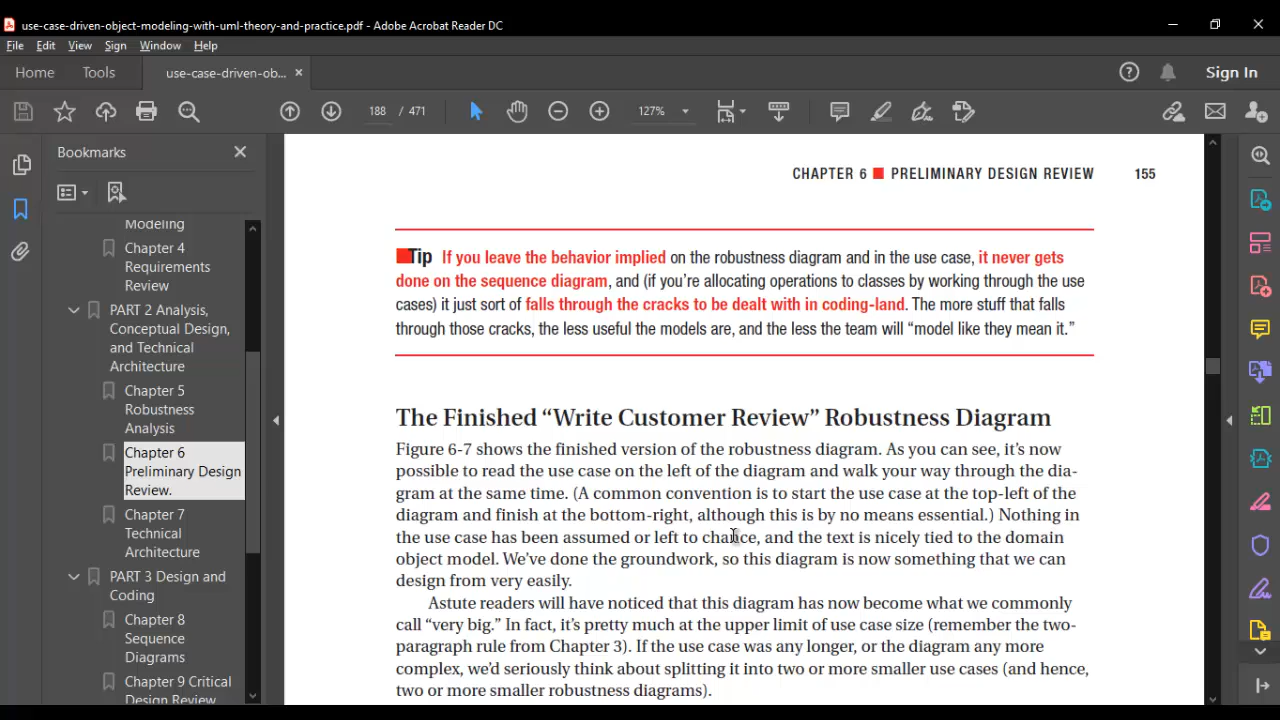 use-case-driven-object-modeling-with-uml-theory-and-practice.pdf - Adobe Acrobat Reader DC
File Edit View Sign Window Help
Home Tools use-case-driven-ob... × Sign In
188 / 471 127%
Bookmarks
Modeling
Chapter 4
Requirements
Review
PART 2 Analysis,
Conceptual Design,
and Technical
Architecture
Chapter 5
Robustness
Analysis
Chapter 6
Preliminary Design
Review.
Chapter 7
Technical
Architecture
PART 3 Design and
Coding
Chapter 8
Sequence
Diagrams
Chapter 9 Critical
Design Review
CHAPTER 6 ■ PRELIMINARY DESIGN REVIEW 155
■Tip If you leave the behavior implied on the robustness diagram and in the use case, it never gets
done on the sequence diagram, and (if you're allocating operations to classes by working through the use
cases) it just sort of falls through the cracks to be dealt with in coding-land. The more stuff that falls
through those cracks, the less useful the models are, and the less the team will “model like they mean it.”
The Finished “Write Customer Review” Robustness Diagram
Figure 6-7 shows the finished version of the robustness diagram. As you can see, it's now
possible to read the use case on the left of the diagram and walk your way through the dia-
gram at the same time. (A common convention is to start the use case at the top-left of the
diagram and finish at the bottom-right, although this is by no means essential.) Nothing in
the use case has been assumed or left to chance, and the text is nicely tied to the domain
object model. We've done the groundwork, so this diagram is now something that we can
design from very easily.
Astute readers will have noticed that this diagram has now become what we commonly
call “very big.” In fact, it's pretty much at the upper limit of use case size (remember the two-
paragraph rule from Chapter 3). If the use case was any longer, or the diagram any more
complex, we'd seriously think about splitting it into two or more smaller use cases (and hence,
two or more smaller robustness diagrams).